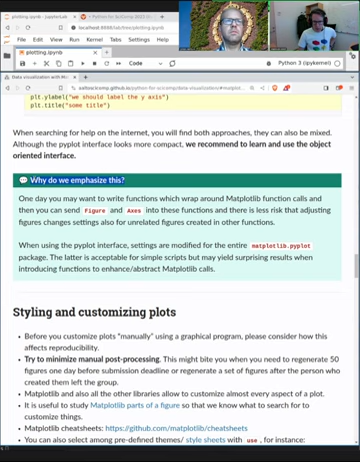 plotting.ipynb - JupyterLab
Python for SciComp 2022
localhost:8888/lab/tree/plotting.ipynb
File Edit View Run Kernel Tabs Settings Help
plotting.ipynb
Code
Python 3 (ipykernel)
Data visualization with M
aaltoscicomp.github.io/python-for-scicomp/data-visualization/#matplot
plt.ylabel("we should label the y axis")
plt.title("some title")
When searching for help on the internet, you will find both approaches, they can also be mixed.
Although the pyplot interface looks more compact, we recommend to learn and use the object
oriented interface.
Why do we emphasize this?
One day you may want to write functions which wrap around Matplotlib function calls and
then you can send Figure and Axes into these functions and there is less risk that adjusting
figures changes settings also for unrelated figures created in other functions.
When using the pyplot interface, settings are modified for the entire matplotlib.pyplot
package. The latter is acceptable for simple scripts but may yield surprising results when
introducing functions to enhance/abstract Matplotlib calls.
Styling and customizing plots
• Before you customize plots "manually" using a graphical program, please consider how this
affects reproducibility.
• Try to minimize manual post-processing. This might bite you when you need to regenerate 50
figures one day before submission deadline or regenerate a set of figures after the person who
created them left the group.
• Matplotlib and also all the other libraries allow to customize almost every aspect of a plot.
• It is useful to study Matplotlib parts of a figure so that we know what to search for to
customize things.
• Matplotlib cheatsheets: https://github.com/matplotlib/cheatsheets
• You can also select among pre-defined themes/ style sheets with use, for instance: